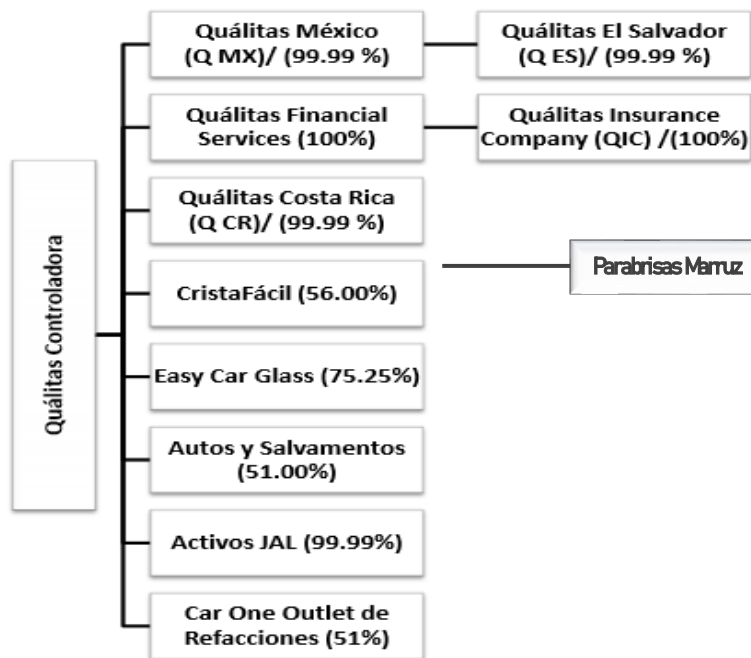 Quálitas Controladora
Quálitas México
(Q MX)/ (99.99 %)
Quálitas El Salvador
(Q ES)/ (99.99 %)
Quálitas Financial
Services (100%)
Quálitas Insurance
Company (QIC) /(100%)
Quálitas Costa Rica
(Q CR)/ (99.99 %)
Parabrisas Marruz
CristaFácil (56.00%)
Easy Car Glass (75.25%)
Autos y Salvamentos
(51.00%)
Activos JAL (99.99%)
Car One Outlet de
Refacciones (51%)